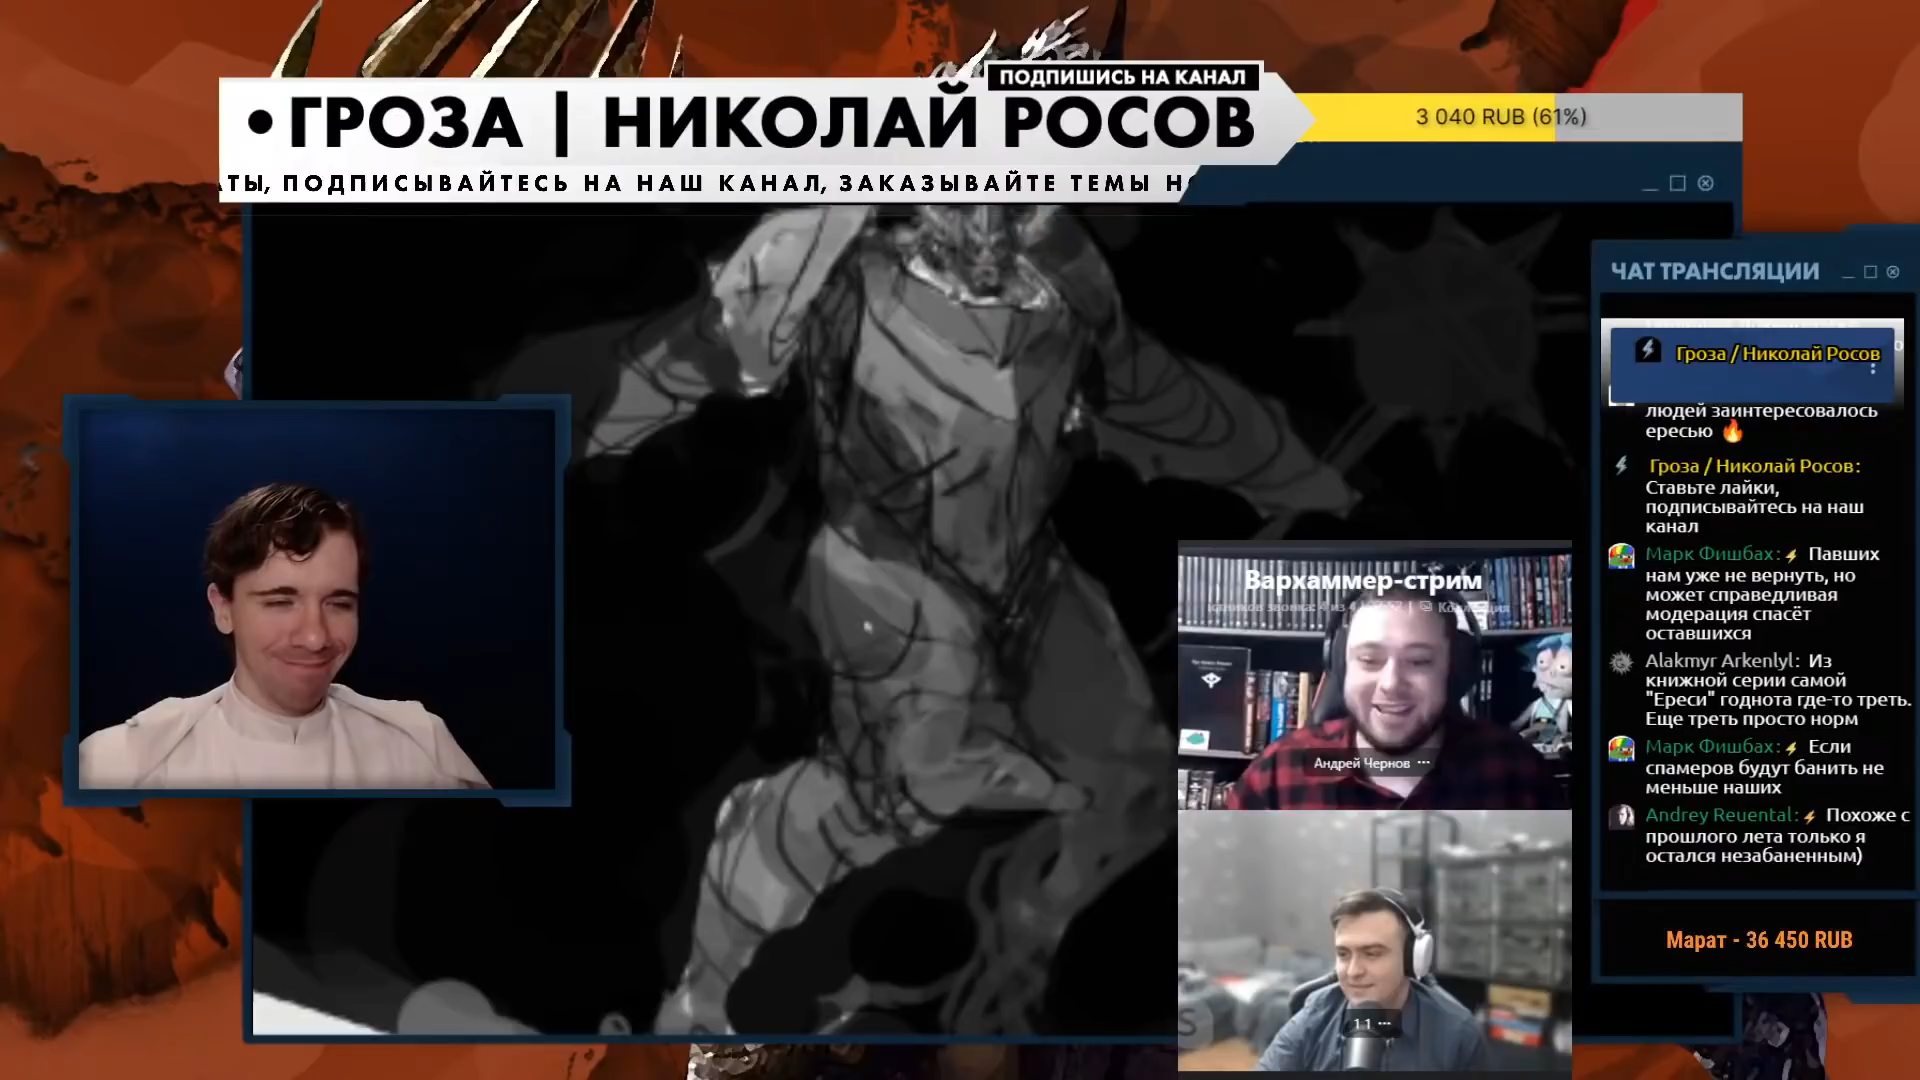 ПОДПИШИСЬ НА КАНАЛ
• ГРОЗА | НИКОЛАЙ РОСОВ
3 040 RUB (61%)
ПОДПИСЫВАЙТЕСЬ НА НАШ КАНАЛ, ЗАКАЗЫВАЙТЕ ТЕМЫ
ЧАТ ТРАНСЛЯЦИИ
Гроза / Николай Росов
людей заинтересовалось
ересью 🔥
Гроза / Николай Росов:
Ставьте лайки,
подписывайтесь на наш
канал
Марк Фишбах:⚡ Павших
нам уже не вернуть, но
может справедливая
модерация спасёт
оставшихся
Alakmyr Arkenlyl: Из
книжной серии самой
"Ереси" годнота где-то треть.
Еще треть просто норм
Марк Фишбах:⚡ Если
спамеров будут банить не
меньше наших
Andrey Reuental:⚡ Похоже с
прошлого лета только я
остался незабаненным)
Марат - 36 450 RUB
Вархаммер-стрим
Андрей Чернов ···
11 ···